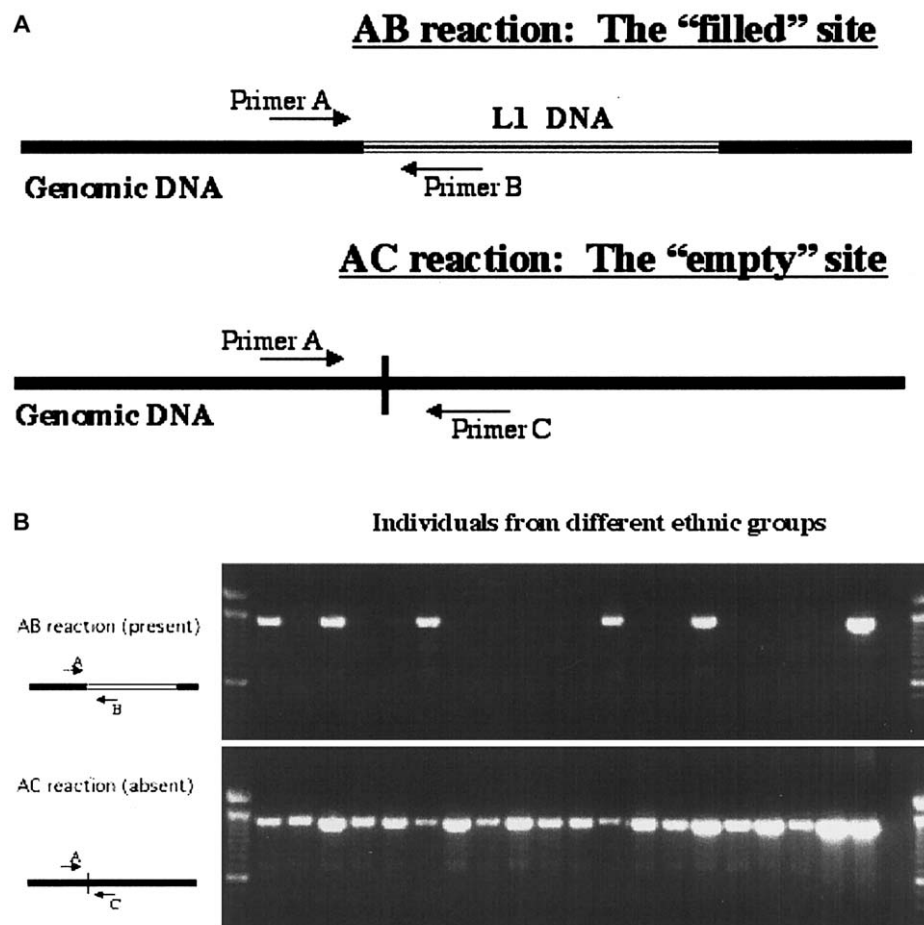 A
AB reaction: The “filled” site
Primer A
L1 DNA
Genomic DNA
Primer B
AC reaction: The “empty” site
Primer A
Genomic DNA
Primer C
B
Individuals from different ethnic groups
AB reaction (present)
A
B
AC reaction (absent)
A
C